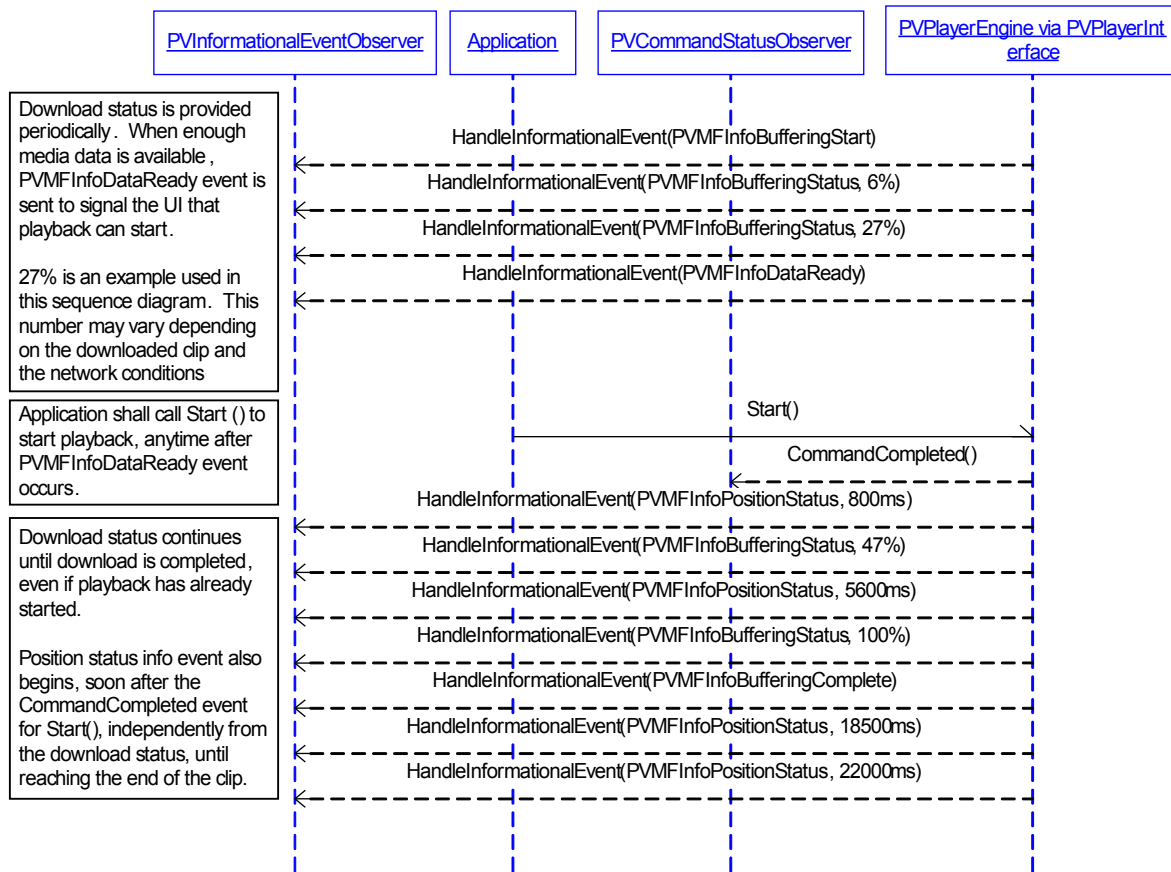 PVInformationalEventObserver
Application
PVCommandStatusObserver
PVPlayerEngine via PVPlayerInt
erface
Download status is provided
periodically. When enough
media data is available,
PVMFInfoDataReady event is
sent to signal the UI that
playback can start.
27% is an example used in
this sequence diagram. This
number may vary depending
on the downloaded clip and
the network conditions
HandleInformationalEvent(PVMFInfoBufferingStart)
HandleInformationalEvent(PVMFInfoBufferingStatus, 6%)
HandleInformationalEvent(PVMFInfoBufferingStatus, 27%)
HandleInformationalEvent(PVMFInfoDataReady)
Application shall call Start () to
start playback, anytime after
PVMFInfoDataReady event
occurs.
Start()
CommandCompleted()
HandleInformationalEvent(PVMFInfoPositionStatus, 800ms)
Download status continues
until download is completed,
even if playback has already
started.
Position status info event also
begins, soon after the
CommandCompleted event
for Start(), independently from
the download status, until
reaching the end of the clip.
HandleInformationalEvent(PVMFInfoBufferingStatus, 47%)
HandleInformationalEvent(PVMFInfoPositionStatus, 5600ms)
HandleInformationalEvent(PVMFInfoBufferingStatus, 100%)
HandleInformationalEvent(PVMFInfoBufferingComplete)
HandleInformationalEvent(PVMFInfoPositionStatus, 18500ms)
HandleInformationalEvent(PVMFInfoPositionStatus, 22000ms)